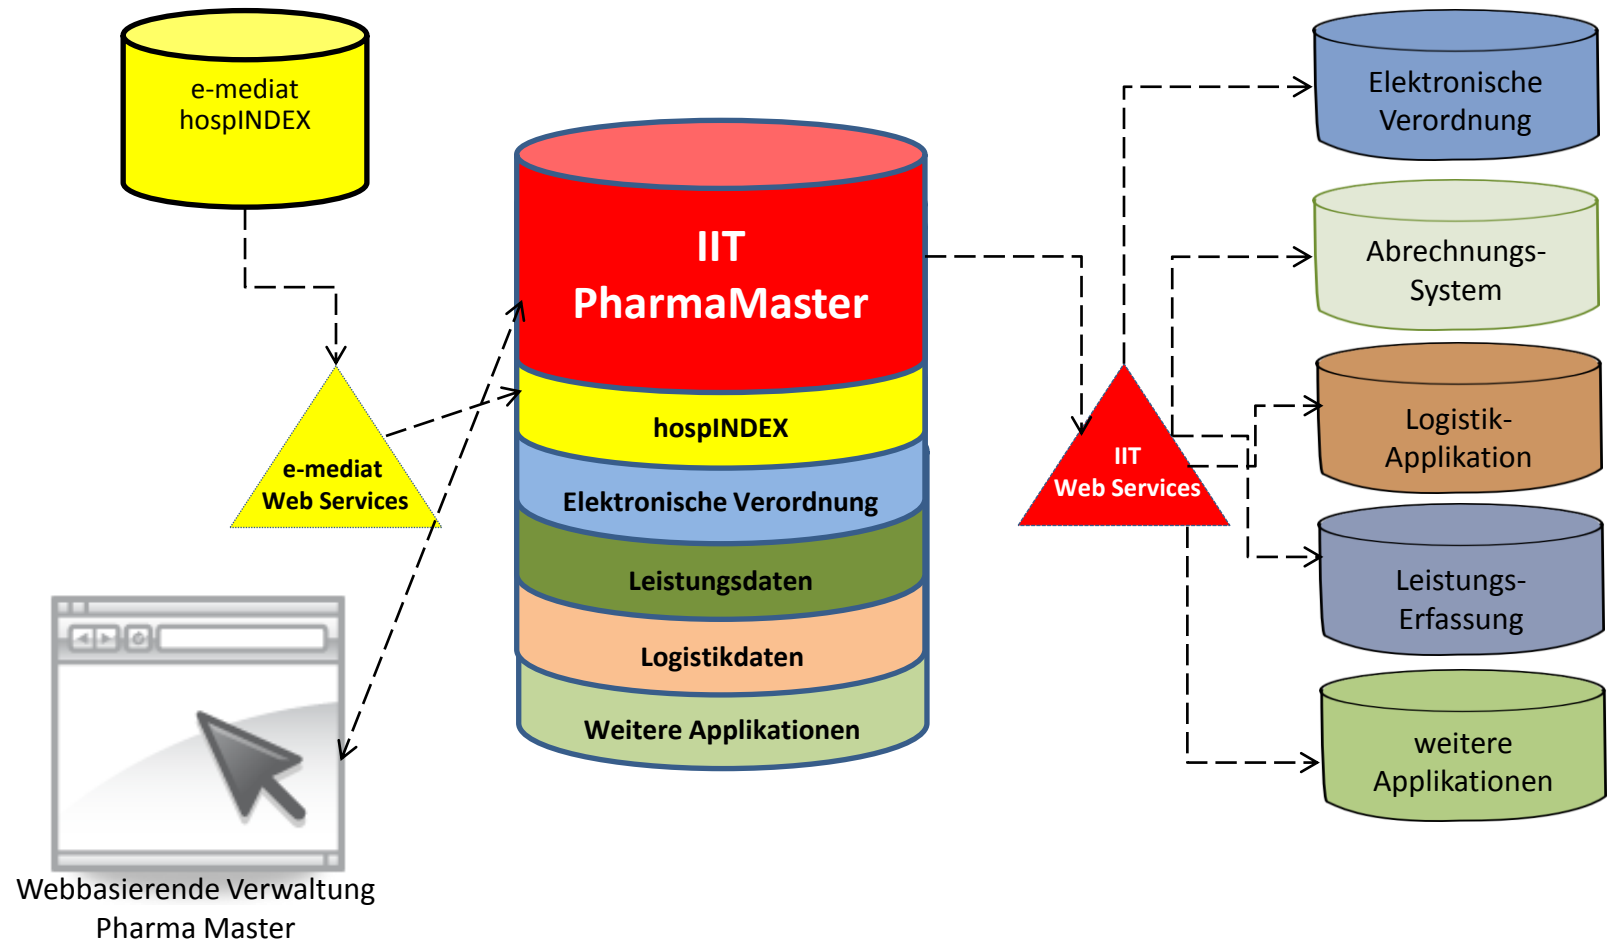 e-mediat
hospINDEX
e-mediat
Web Services
Webbasierende Verwaltung
Pharma Master
IIT
PharmaMaster
hospINDEX
Elektronische Verordnung
Leistungsdaten
Logistikdaten
Weitere Applikationen
IIT
Web Services
Elektronische
Verordnung
Abrechnungs-
System
Logistik-
Applikation
Leistungs-
Erfassung
weitere
Applikationen